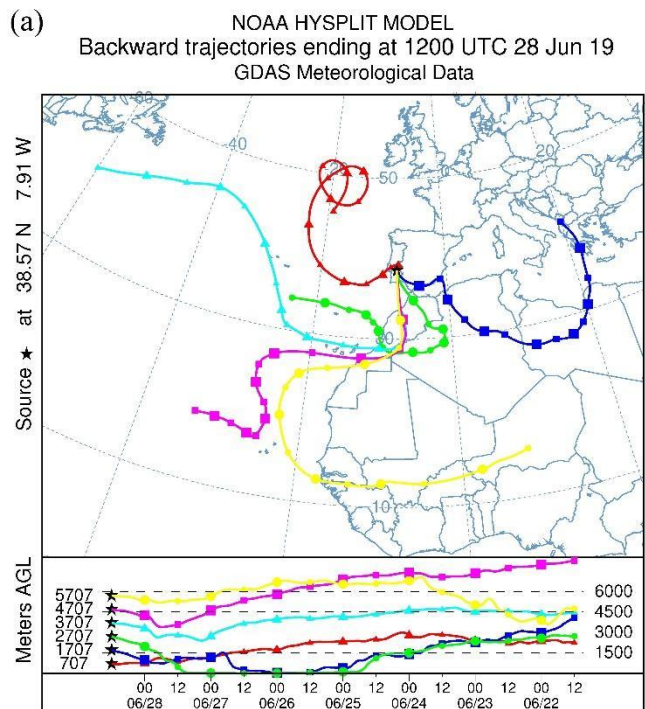 (a)
NOAA HYSPLIT MODEL
Backward trajectories ending at 1200 UTC 28 Jun 19
GDAS Meteorological Data
Source ★ at 38.57 N 7.91 W
-40
50
20
30
10
Meters AGL
5707
4707
3707
2707
1707
707
6000
4500
3000
1500
00 12 00 12 00 12 00 12 00 12 00 12 00 12
06/28 06/27 06/26 06/25 06/24 06/23 06/22